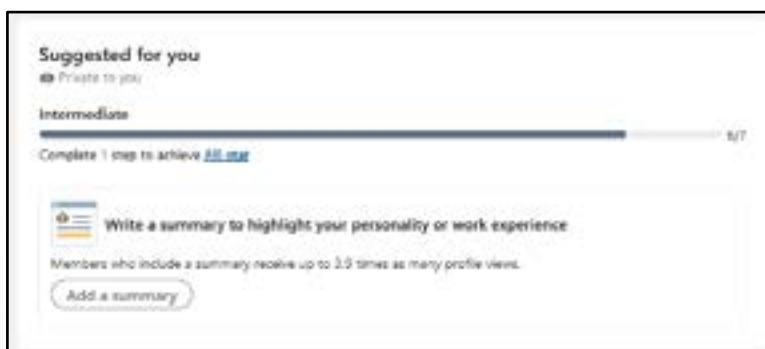 Suggested for you
Private to you
Intermediate
6/7
Complete 1 step to achieve All-star
Write a summary to highlight your personality or work experience
Members who include a summary receive up to 3.9 times as many profile views.
Add a summary